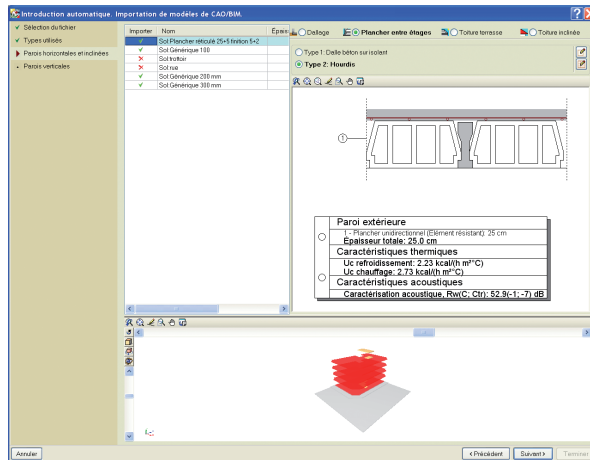 Introduction automatique. Importation de modèles de CAO/BIM.
Sélection du fichier
Types utilisés
Parois horizontales et inclinées
Parois verticales
Importer Nom Épais
Sol:Plancher réticulé 25+5 finition 5+2
Sol:Générique 100
Sol:trottoir
Sol:rue
Sol:Générique 200 mm
Sol:Générique 300 mm
Dallage Plancher entre étages Toiture terrasse Toiture inclinée
Type 1: Dalle béton sur isolant
Type 2: Hourdis
1
Paroi extérieure
1 - Plancher unidirectionnel (Elément résistant): 25 cm
Épaisseur totale: 25.0 cm
Caractéristiques thermiques
Uc refroidissement: 2.23 kcal/(h m²°C)
Uc chauffage: 2.73 kcal/(h m²°C)
Caractéristiques acoustiques
Caractérisation acoustique, Rw(C; Ctr): 52.9(-1; -7) dB
Annuler
< Précédent Suivant > Terminer